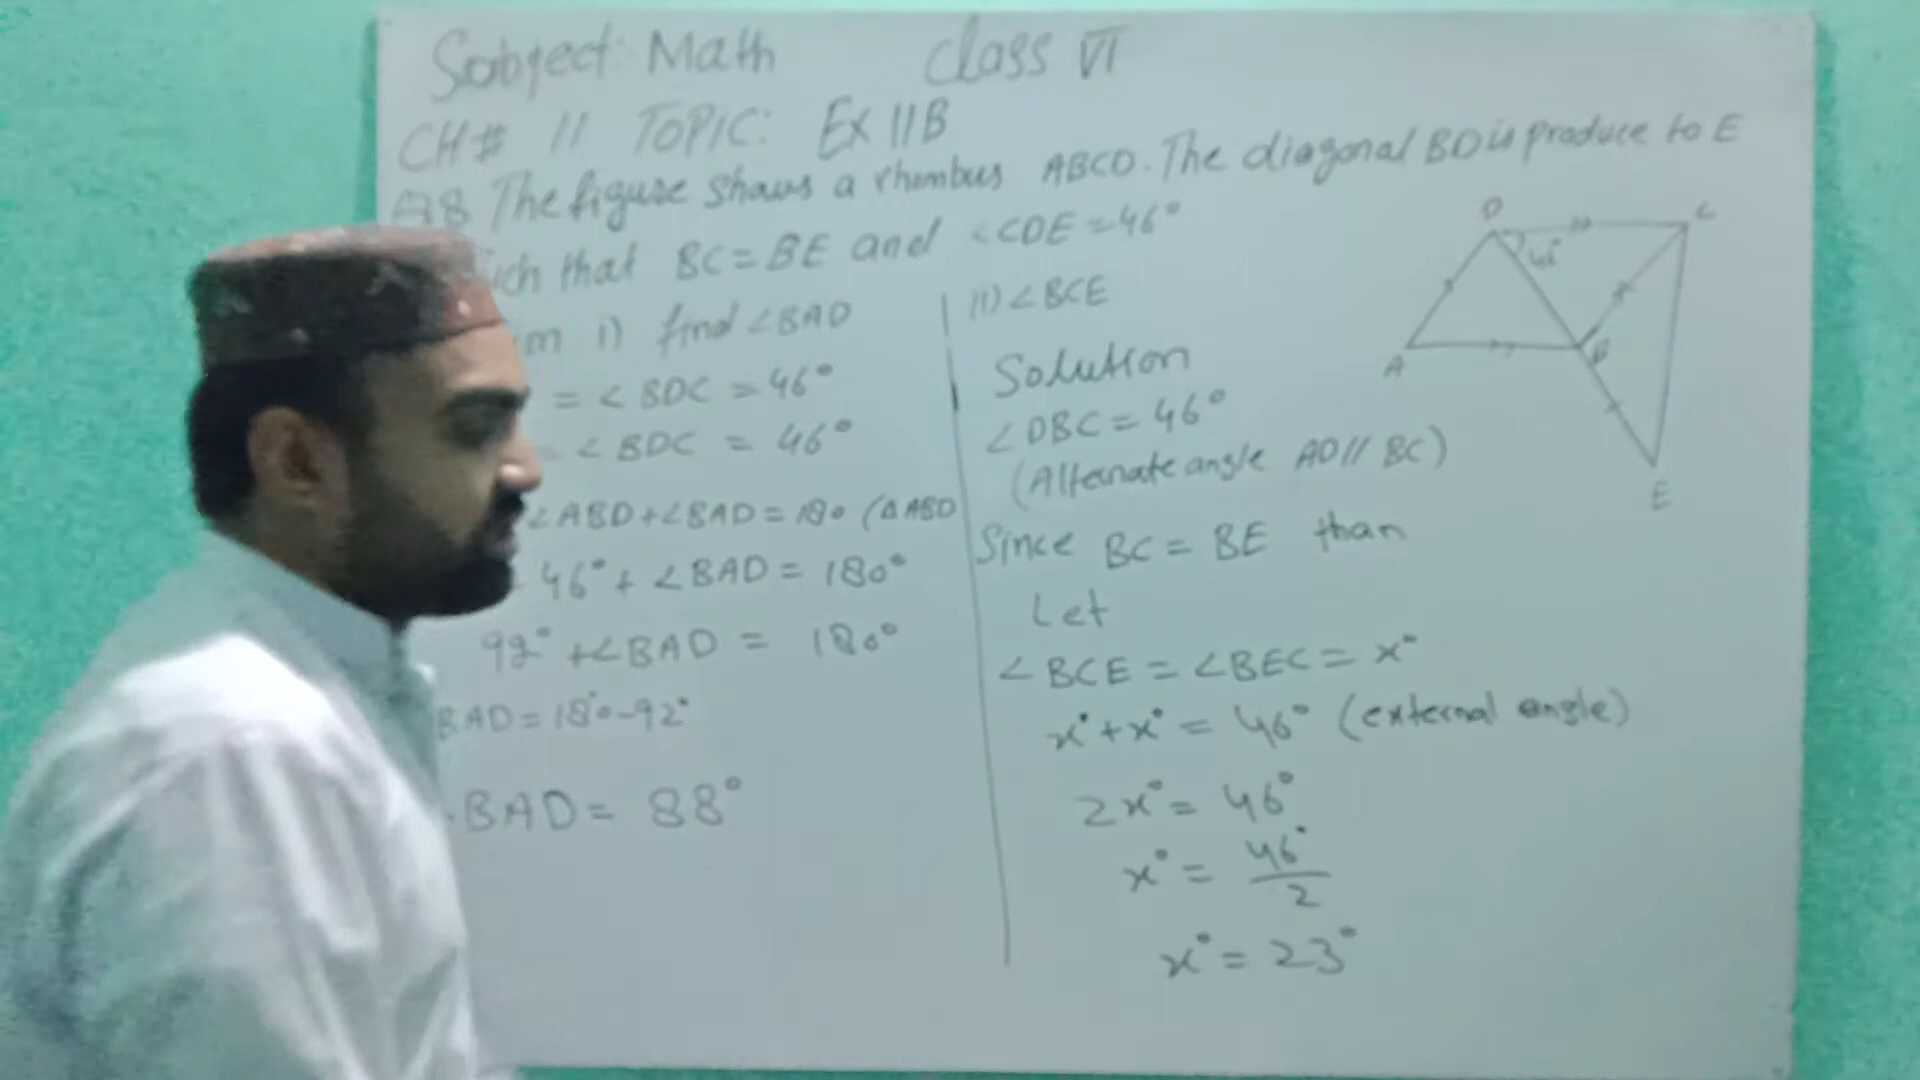 Subject: Math Class VI
CH# 11 TOPIC: EX 11B
Q8 The figure shows a rhombus ABCD. The diagonal BD is produce to E
that BC = BE and <CDE = 46°
i) find <BAD
= < BDC = 46°
= < BDC = 46°
<ABD + <BAD = 180 (△ ABD
46° + <BAD = 180°
92° + <BAD = 180°
BAD = 180° - 92°
BAD = 88°
11) <BCE
Solution
<DBC = 46°
(Alternate angle AD // BC)
Since BC = BE than
Let
< BCE = <BEC = x°
x° + x° = 46° (external angle)
2x° = 46°
x° = 46°
2
x° = 23°
D C
46°
A B
E